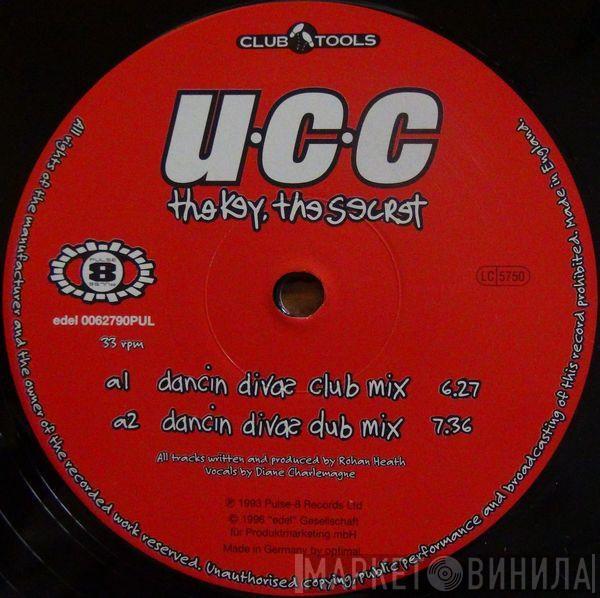 CLUB TOOLS
u·c·c
the key, the secret
PULSE
8
PULSE
LC 5750
edel 0062790PUL
33 rpm
a1 dancin divaz club mix 6.27
a2 dancin divaz dub mix 7.36
All tracks written and produced by Rohan Heath
Vocals by Diane Charlemagne
℗ 1993 Pulse-8 Records Ltd
© 1996 "edel" Gesellschaft
für Produktmarketing mbH
Made in Germany by optimal.
All rights of the manufacturer and the owner of the recorded work reserved. Unauthorised copying, public performance and broadcasting of this record prohibited. Made in England.
МАРКЕТ ВИНИЛА